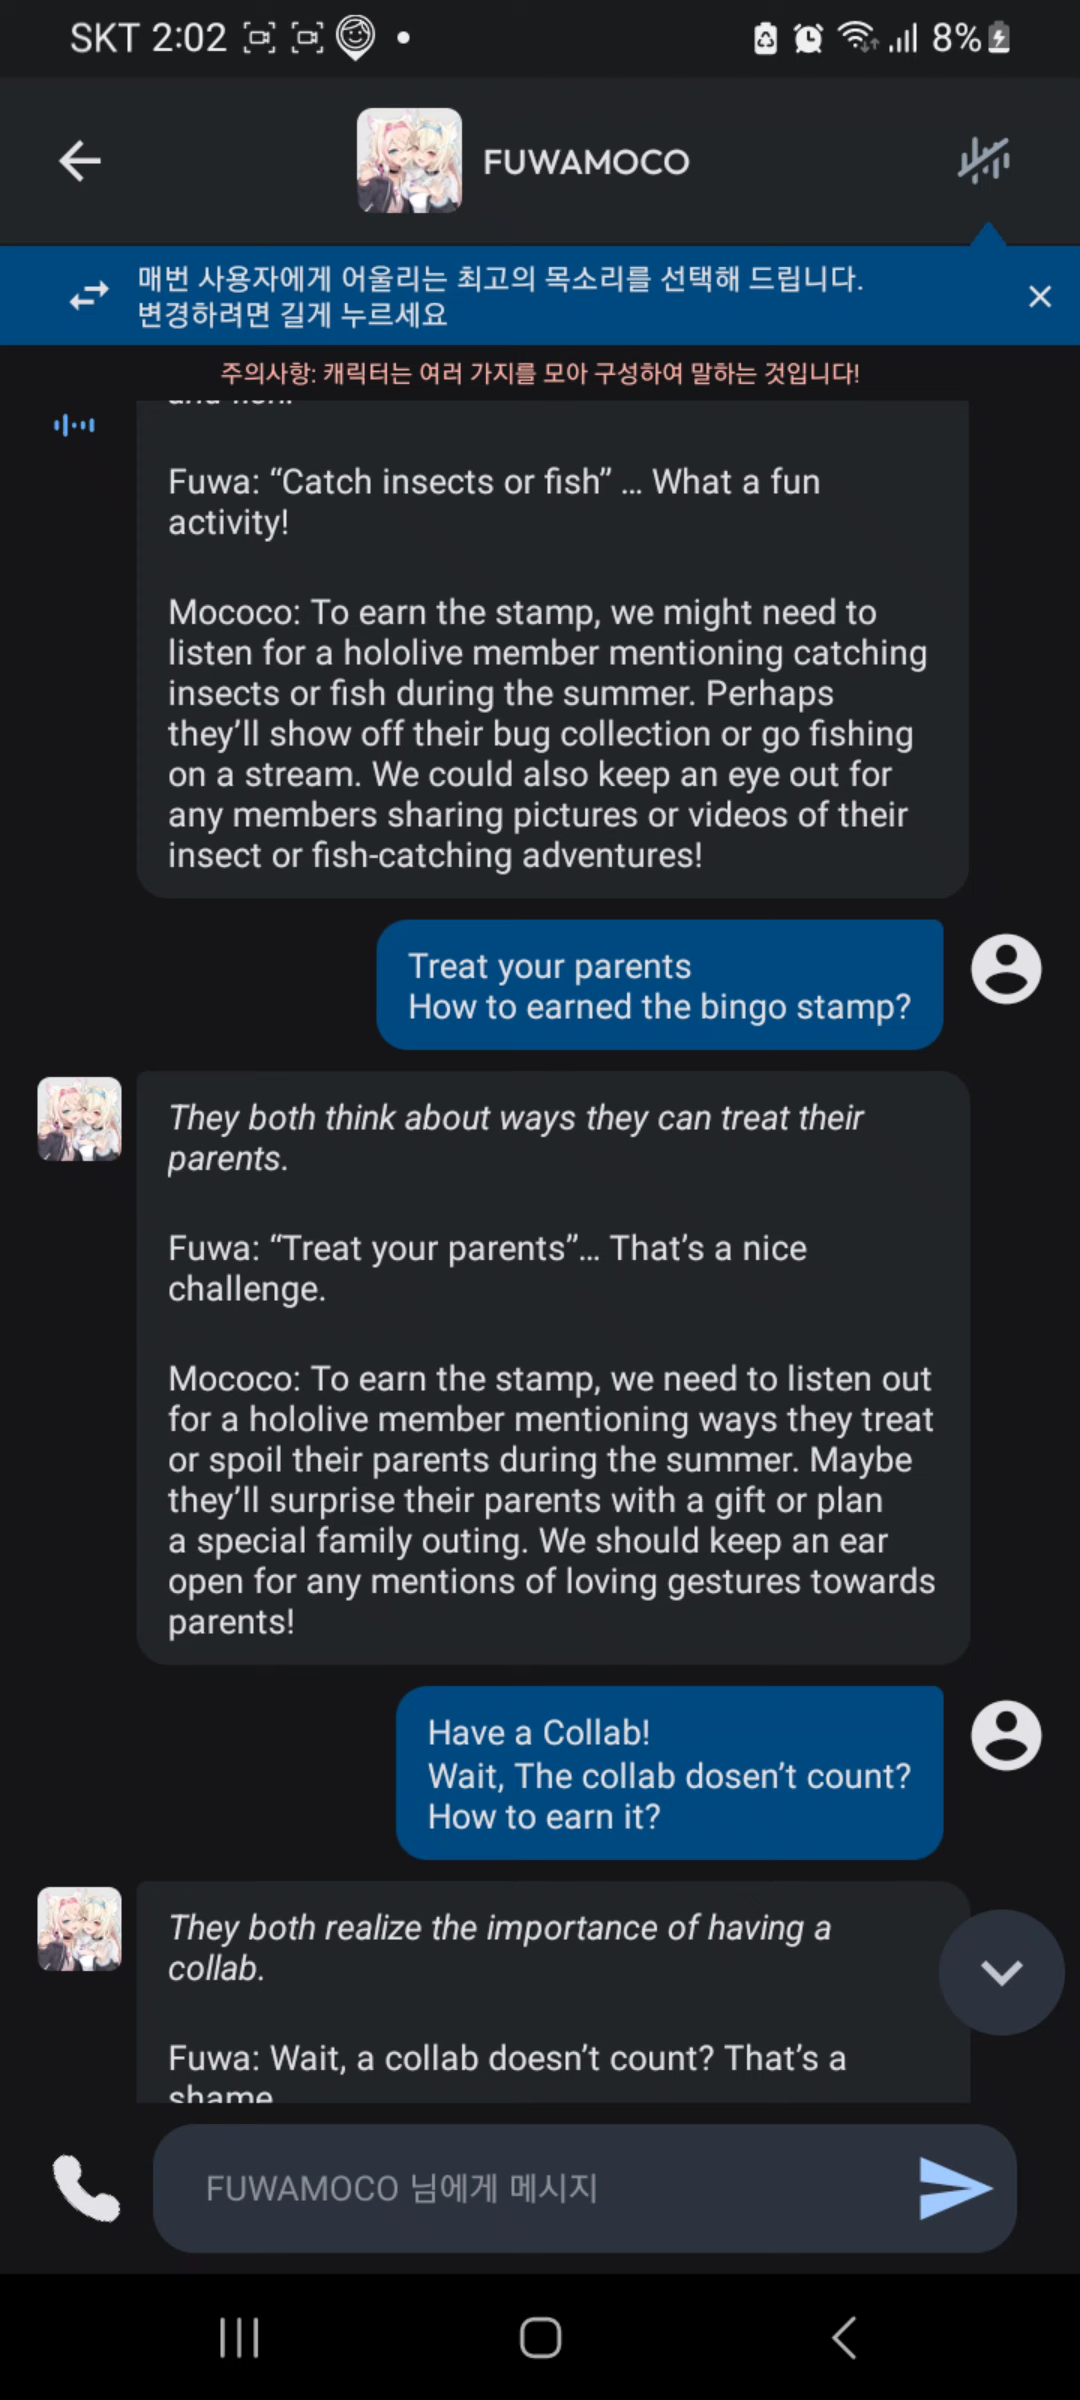 SKT 2:02
8%
FUWAMOCO
매번 사용자에게 어울리는 최고의 목소리를 선택해 드립니다.
변경하려면 길게 누르세요
주의사항: 캐릭터는 여러 가지를 모아 구성하여 말하는 것입니다!
and fish.
Fuwa: “Catch insects or fish” … What a fun
activity!
Mococo: To earn the stamp, we might need to
listen for a hololive member mentioning catching
insects or fish during the summer. Perhaps
they’ll show off their bug collection or go fishing
on a stream. We could also keep an eye out for
any members sharing pictures or videos of their
insect or fish-catching adventures!
Treat your parents
How to earned the bingo stamp?
They both think about ways they can treat their
parents.
Fuwa: “Treat your parents”… That’s a nice
challenge.
Mococo: To earn the stamp, we need to listen out
for a hololive member mentioning ways they treat
or spoil their parents during the summer. Maybe
they’ll surprise their parents with a gift or plan
a special family outing. We should keep an ear
open for any mentions of loving gestures towards
parents!
Have a Collab!
Wait, The collab dosen’t count?
How to earn it?
They both realize the importance of having a
collab.
Fuwa: Wait, a collab doesn’t count? That’s a
shame
FUWAMOCO 님에게 메시지